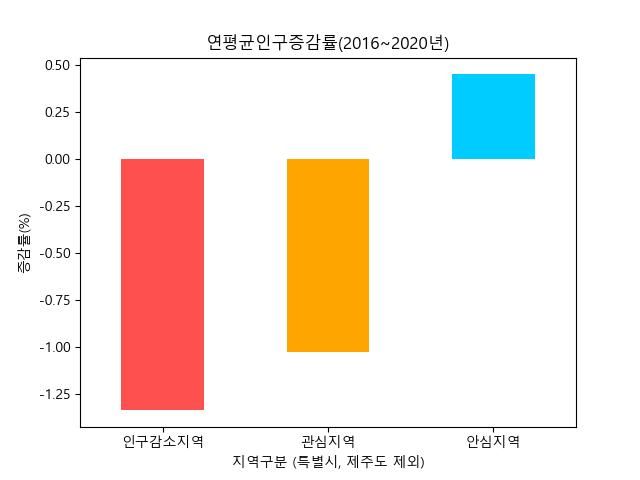 연평균인구증감률(2016~2020년)
0.50
0.25
0.00
-0.25
-0.50
-0.75
-1.00
-1.25
증감률(%)
인구감소지역 관심지역 안심지역
지역구분 (특별시, 제주도 제외)